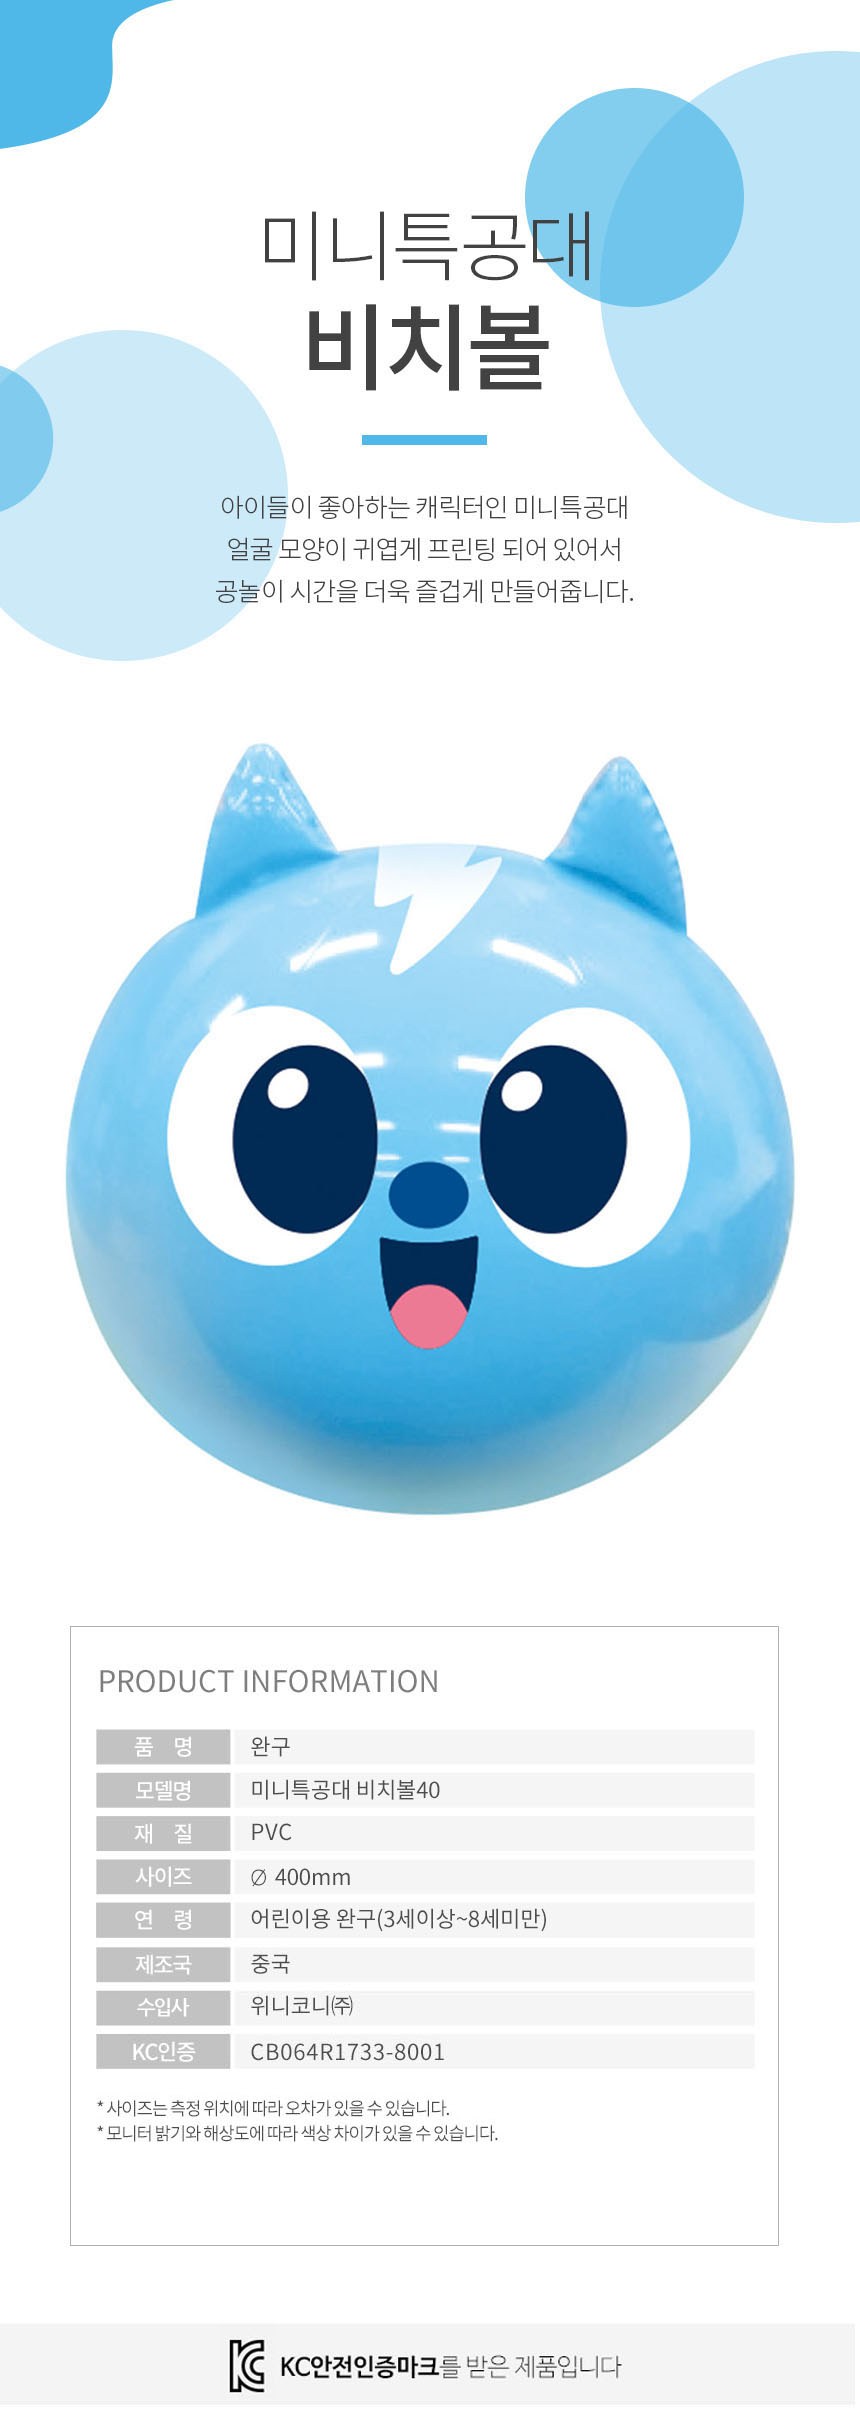 미니특공대
비치볼
아이들이 좋아하는 캐릭터인 미니특공대
얼굴 모양이 귀엽게 프린팅 되어 있어서
공놀이 시간을 더욱 즐겁게 만들어줍니다.
PRODUCT INFORMATION
품 명 완구
모델명 미니특공대 비치볼40
재 질 PVC
사이즈 ∅ 400mm
연 령 어린이용 완구(3세이상~8세미만)
제조국 중국
수입사 위니코니㈜
KC인증 CB064R1733-8001
* 사이즈는 측정 위치에 따라 오차가 있을 수 있습니다.
* 모니터 밝기와 해상도에 따라 색상 차이가 있을 수 있습니다.
KC안전인증마크를 받은 제품입니다